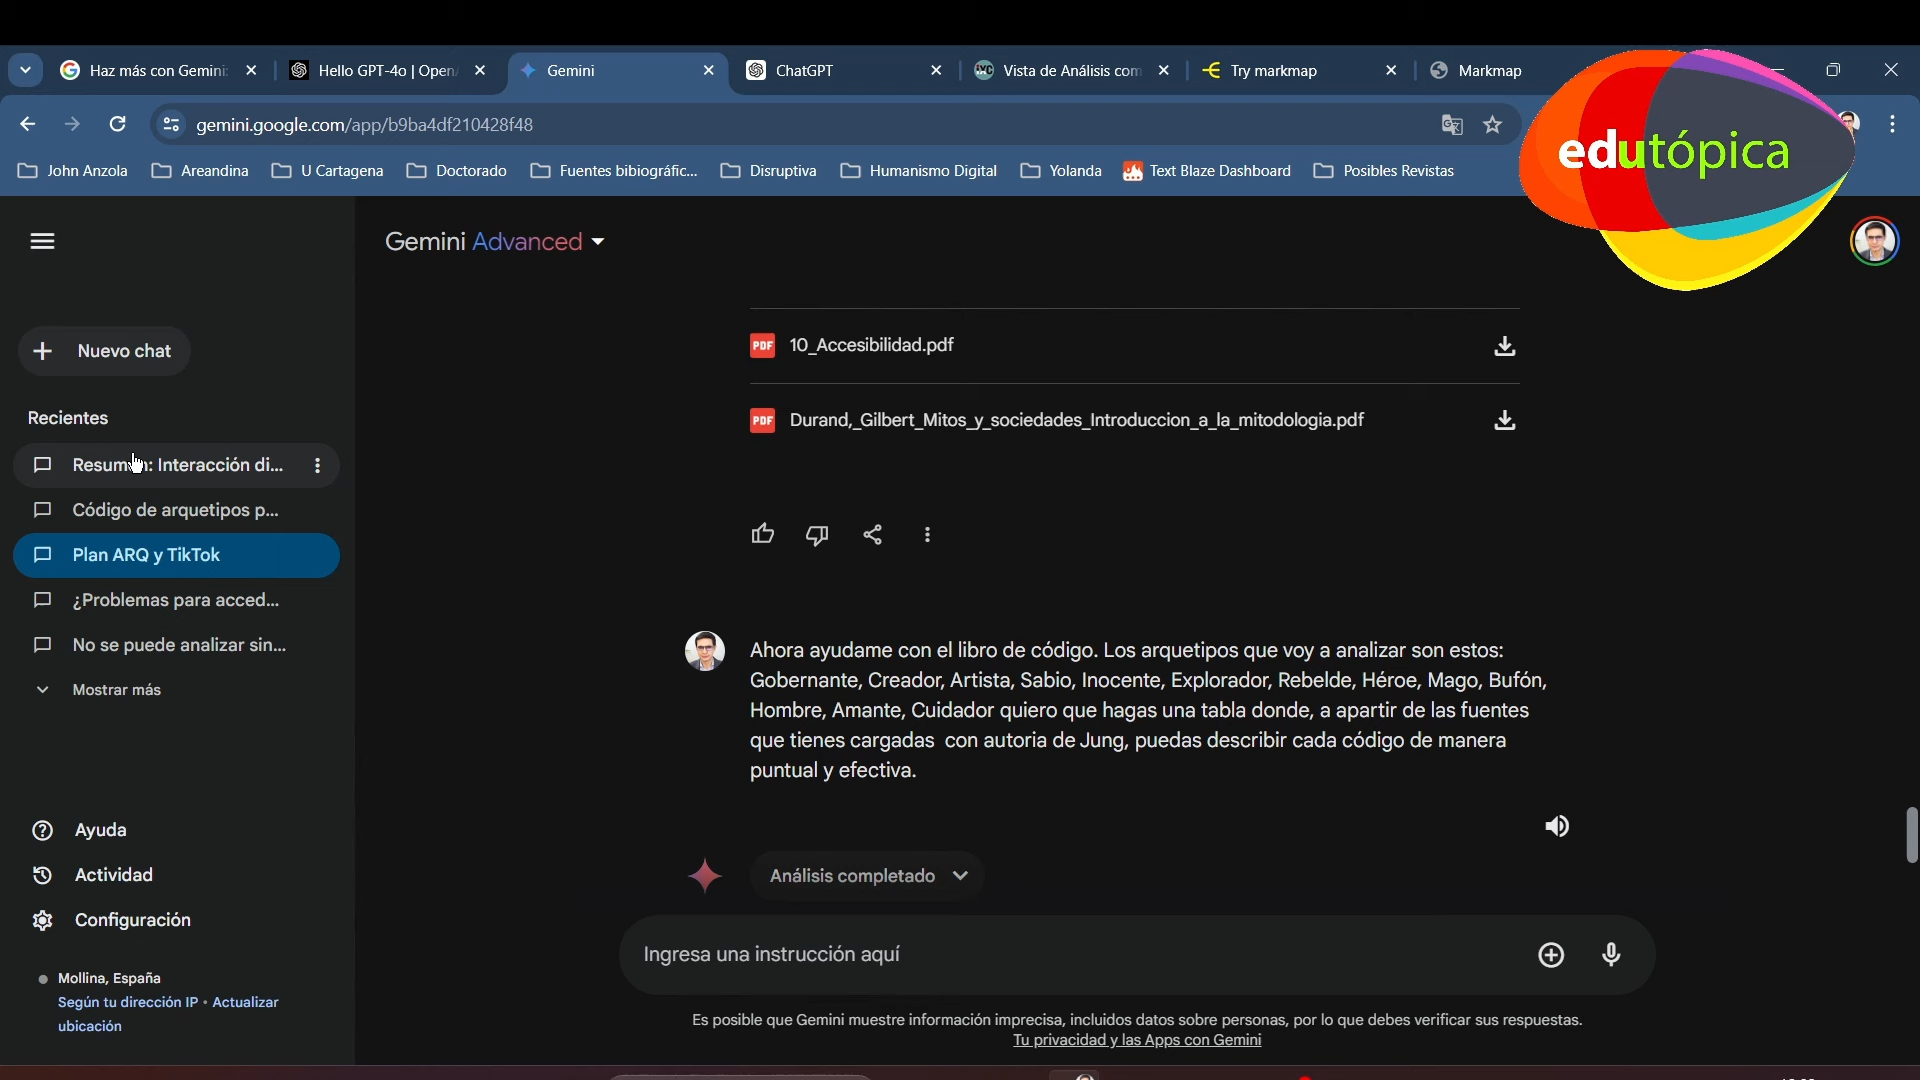 Haz más con Gemini:
Hello GPT-4o | Open
Gemini
ChatGPT
Vista de Análisis com
Try markmap
Markmap
gemini.google.com/app/b9ba4df210428f48
John Anzola
Areandina
U Cartagena
Doctorado
Fuentes bibiográfic...
Disruptiva
Humanismo Digital
Yolanda
Text Blaze Dashboard
Posibles Revistas
edutópica
Gemini Advanced
Nuevo chat
Recientes
Resumen: Interacción di...
Código de arquetipos p...
Plan ARQ y TikTok
¿Problemas para acced...
No se puede analizar sin...
Mostrar más
Ayuda
Actividad
Configuración
Mollina, España
Según tu dirección IP • Actualizar
ubicación
PDF 10_Accesibilidad.pdf
PDF Durand,_Gilbert_Mitos_y_sociedades_Introduccion_a_la_mitodologia.pdf
Ahora ayudame con el libro de código. Los arquetipos que voy a analizar son estos:
Gobernante, Creador, Artista, Sabio, Inocente, Explorador, Rebelde, Héroe, Mago, Bufón,
Hombre, Amante, Cuidador quiero que hagas una tabla donde, a apartir de las fuentes
que tienes cargadas con autoria de Jung, puedas describir cada código de manera
puntual y efectiva.
Análisis completado
Ingresa una instrucción aquí
Es posible que Gemini muestre información imprecisa, incluidos datos sobre personas, por lo que debes verificar sus respuestas.
Tu privacidad y las Apps con Gemini